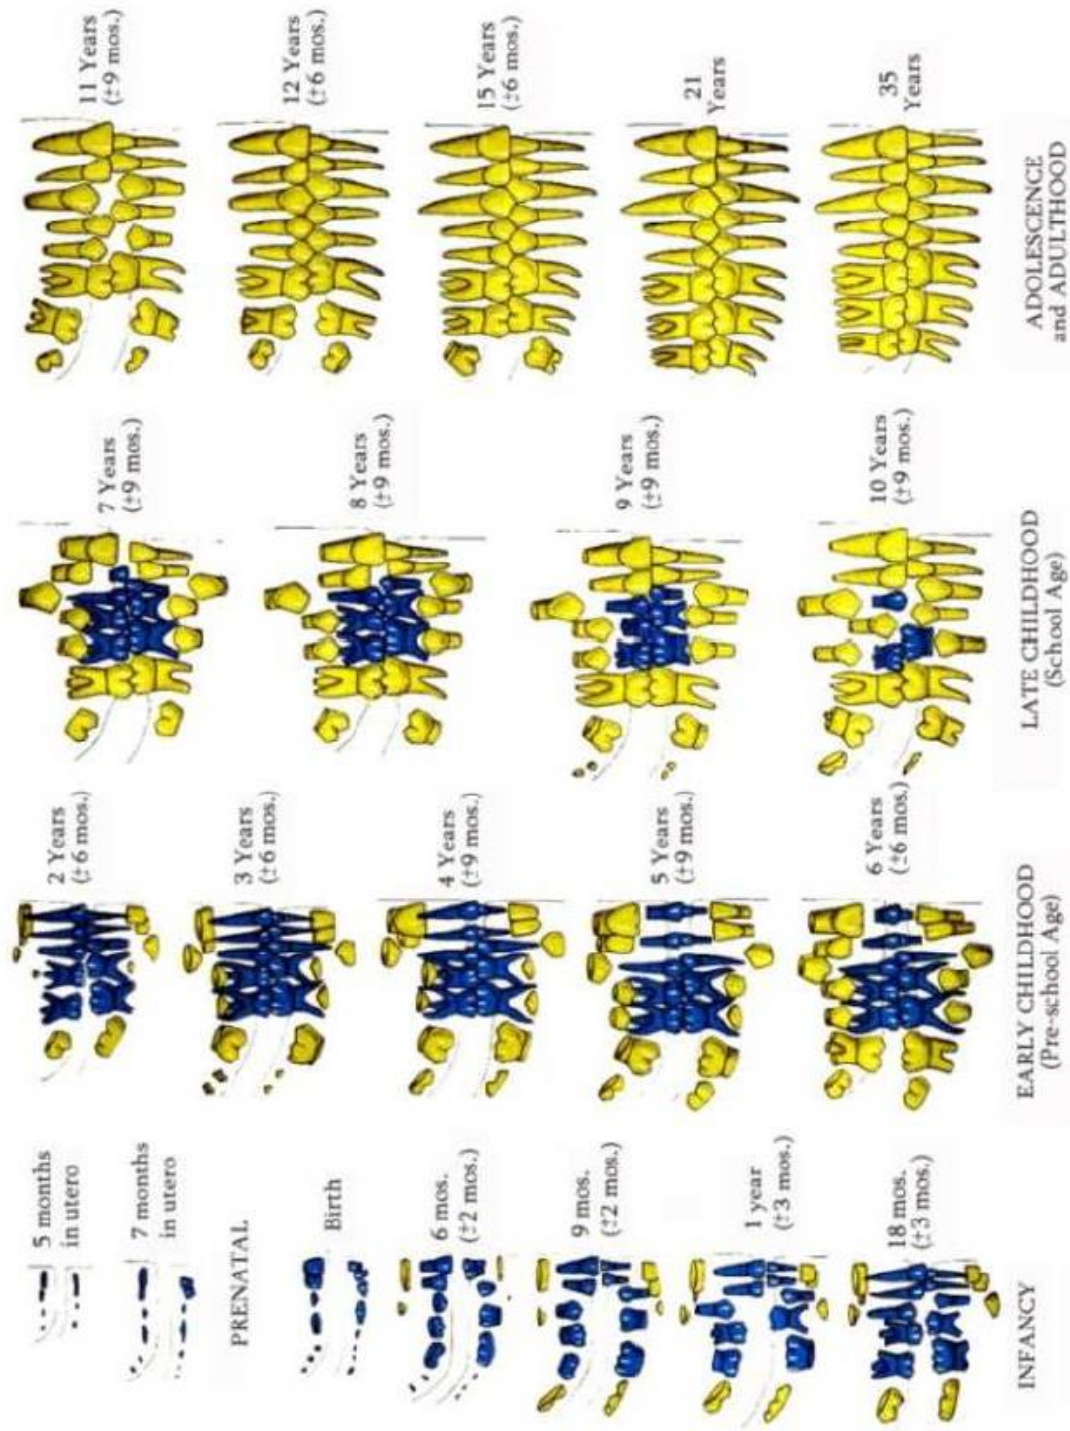 5 months
in utero
7 months
in utero
PRENATAL
Birth
6 mos.
(±2 mos.)
9 mos.
(±2 mos.)
1 year
(±3 mos.)
18 mos.
(±3 mos.)
INFANCY
2 Years
(±6 mos.)
3 Years
(±6 mos.)
4 Years
(±9 mos.)
5 Years
(±9 mos.)
6 Years
(±6 mos)
EARLY CHILDHOOD
(Pre-school Age)
7 Years
(±9 mos.)
8 Years
(±9 mos.)
9 Years
(±9 mos.)
10 Years
(±9 mos.)
LATE CHILDHOOD
(School Age)
11 Years
(±9 mos.)
12 Years
(±6 mos.)
15 Years
(±6 mos.)
21
Years
35
Years
ADOLESCENCE
and ADULTHOOD